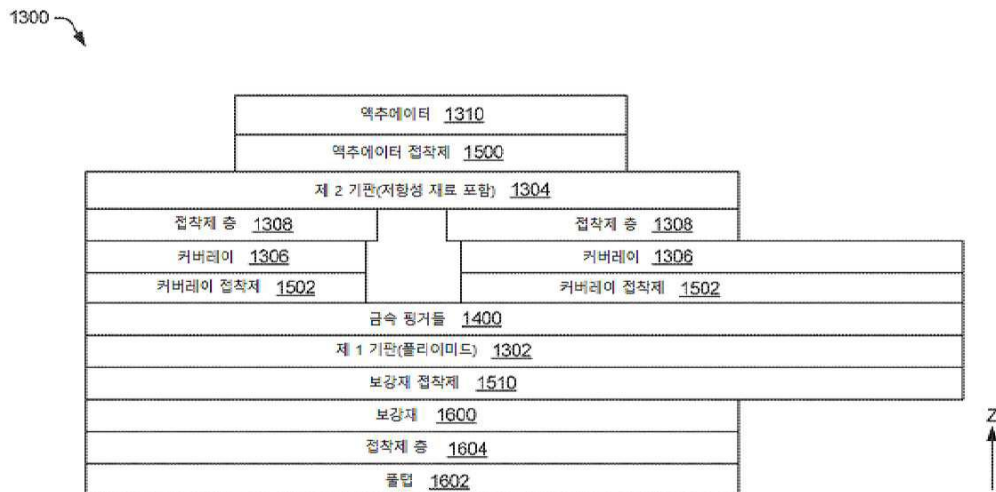 1300
액추에이터 1310
액추에이터 접착제 1500
제 2 기판(저항성 재료 포함) 1304
접착제 층 1308 접착제 층 1308
커버레이 1306 커버레이 1306
커버레이 접착제 1502 커버레이 접착제 1502
금속 핑거들 1400
제 1 기판(폴리이미드) 1302
보강재 접착제 1510
보강재 1600
접착제 층 1604
풀탭 1602
Z